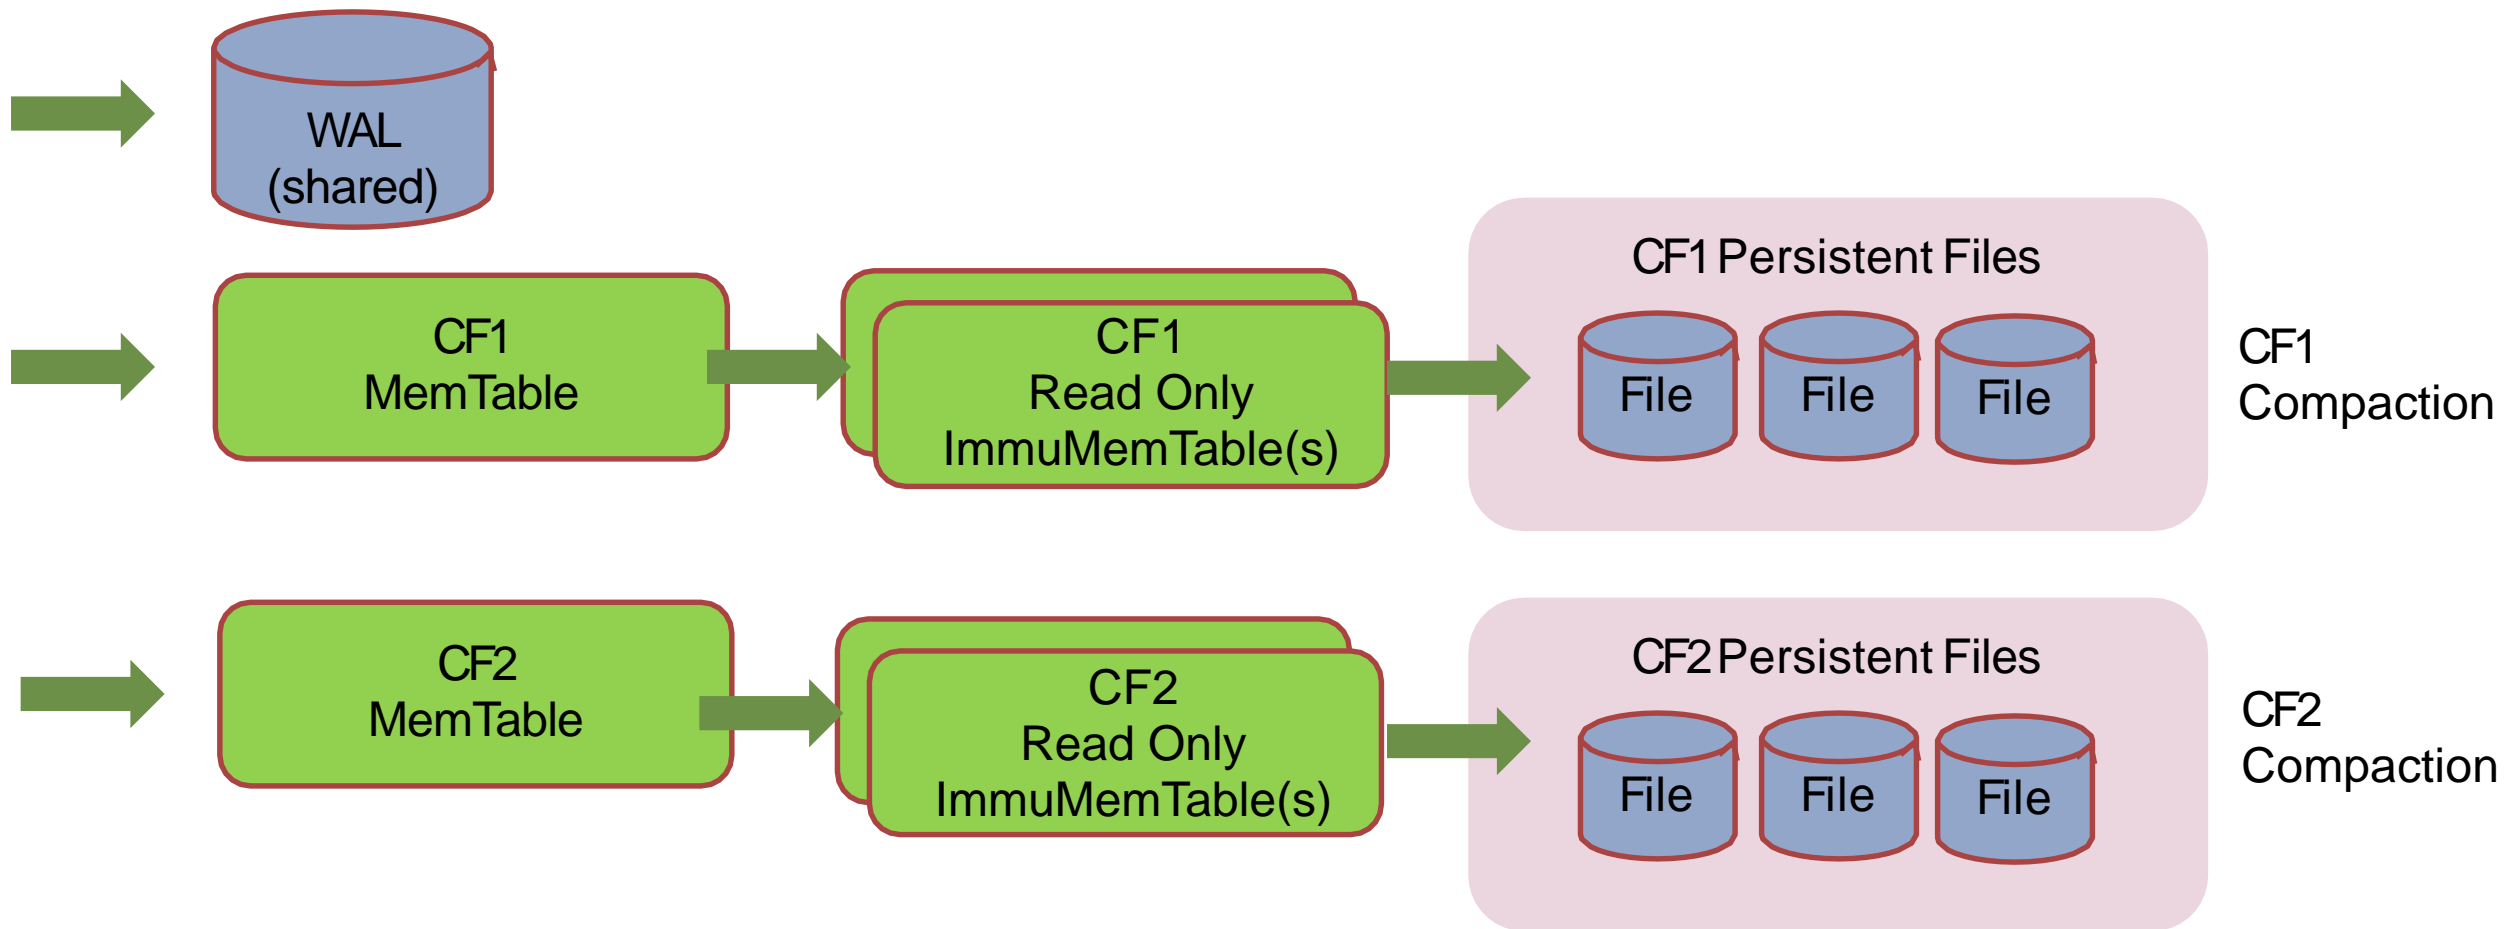 WAL
(shared)
CF1
MemTable
CF1
Read Only
ImmuMemTable(s)
CF1 Persistent Files
File
File
File
CF1
Compaction
CF2
MemTable
CF2
Read Only
ImmuMemTable(s)
CF2 Persistent Files
File
File
File
CF2
Compaction